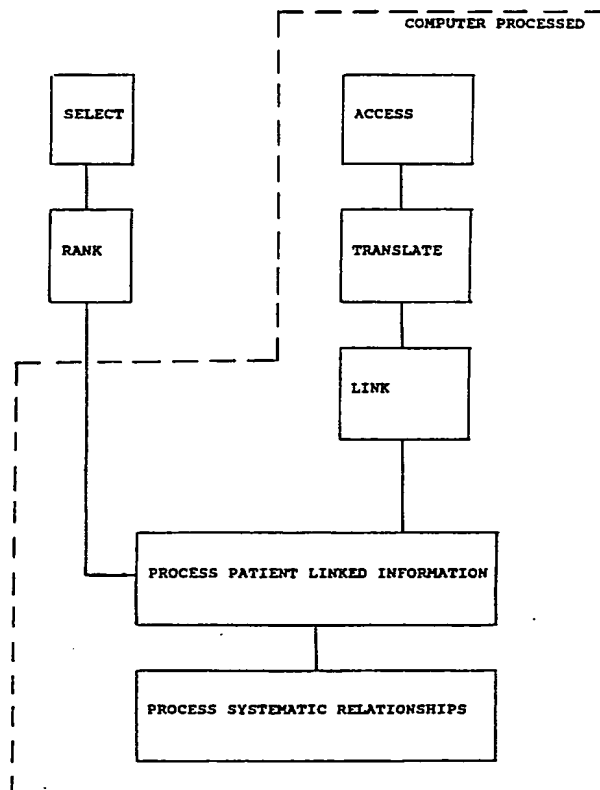 COMPUTER PROCESSED
SELECT
ACCESS
RANK
TRANSLATE
LINK
PROCESS PATIENT LINKED INFORMATION
PROCESS SYSTEMATIC RELATIONSHIPS